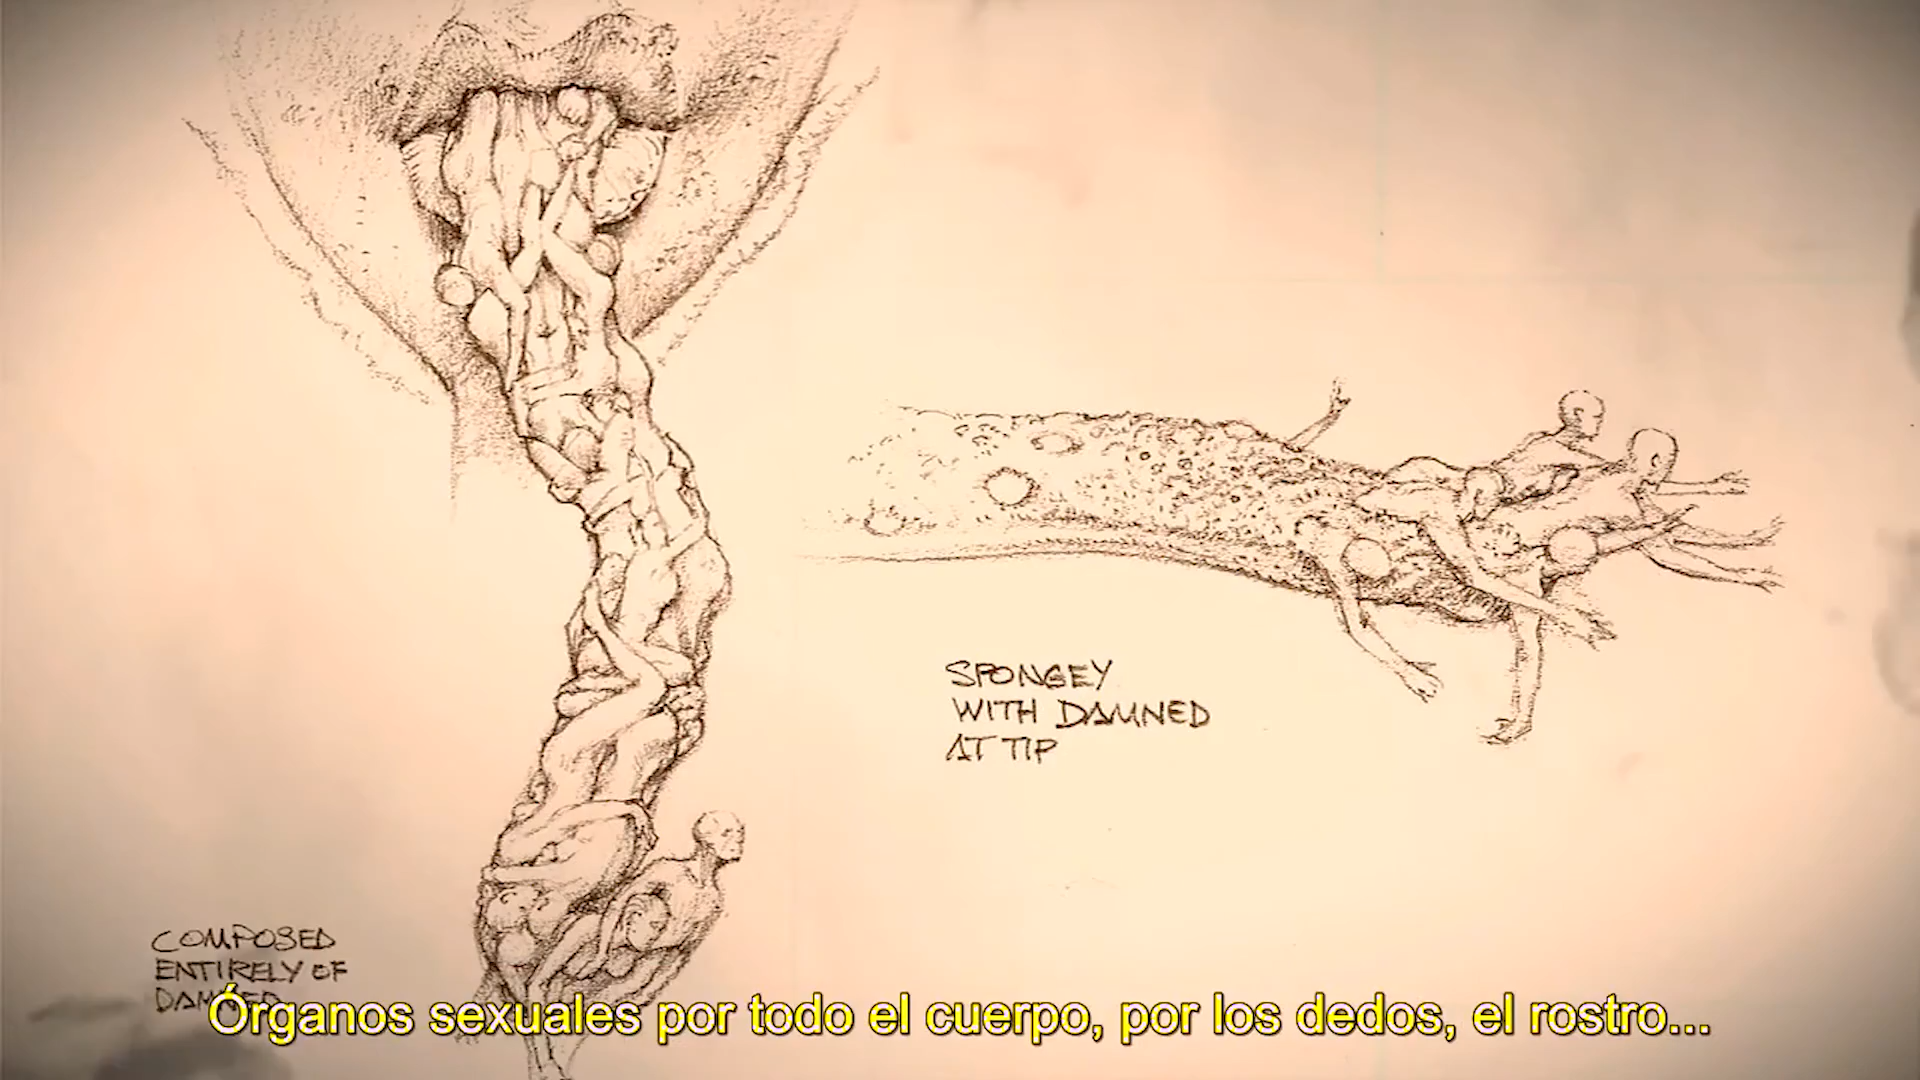 SPONGEY
WITH DAMNED
AT TIP
COMPOSED
ENTIRELY OF
DAMNED
Órganos sexuales por todo el cuerpo, por los dedos, el rostro...